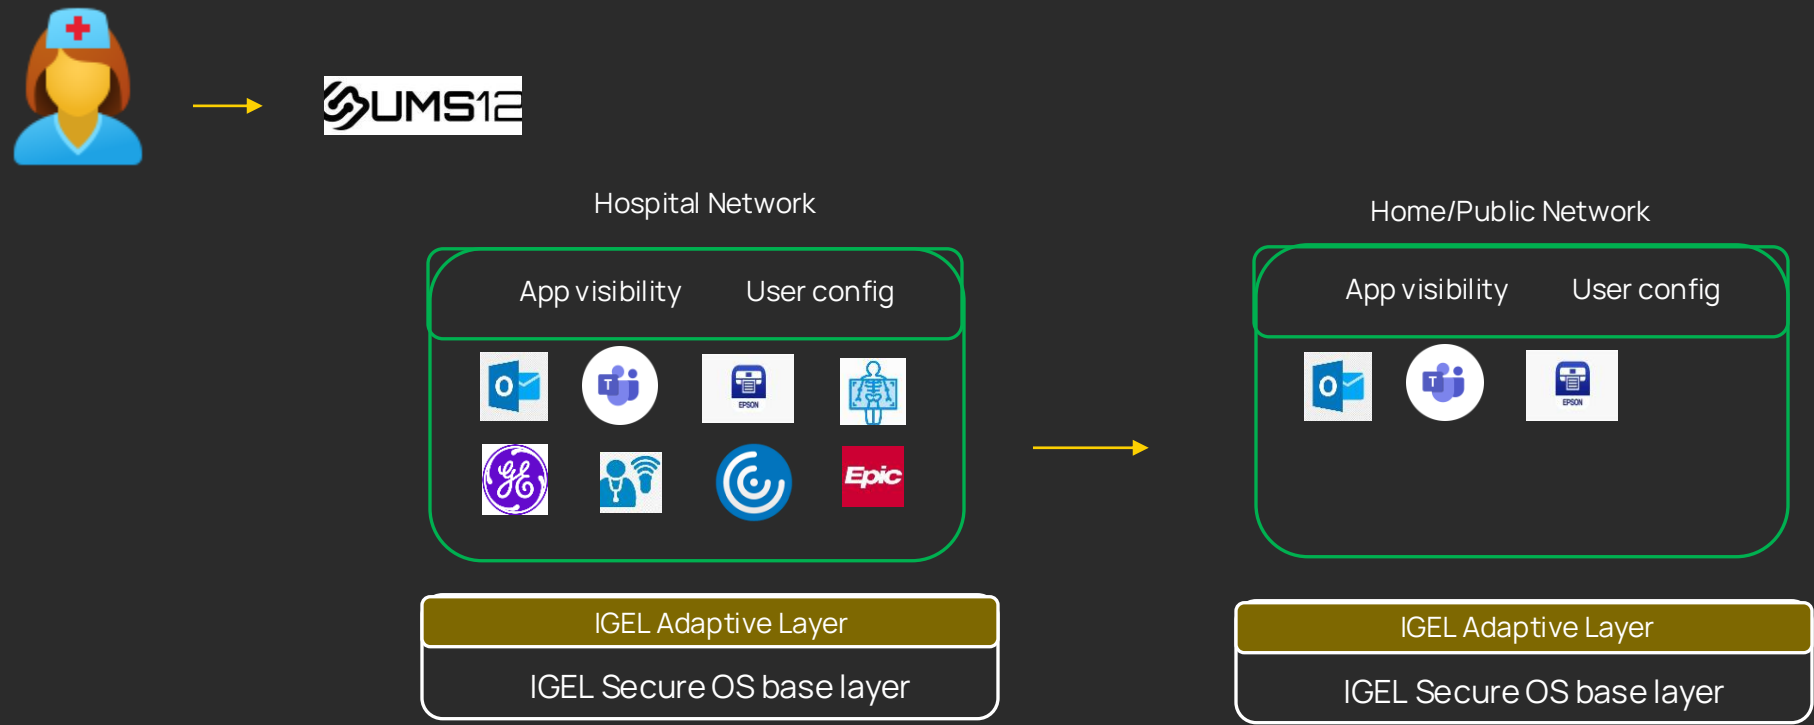 UMS12
Hospital Network
Home/Public Network
App visibility
User config
App visibility
User config
O
T
EPSON
O
T
EPSON
GE
Epic
IGEL Adaptive Layer
IGEL Adaptive Layer
IGEL Secure OS base layer
IGEL Secure OS base layer